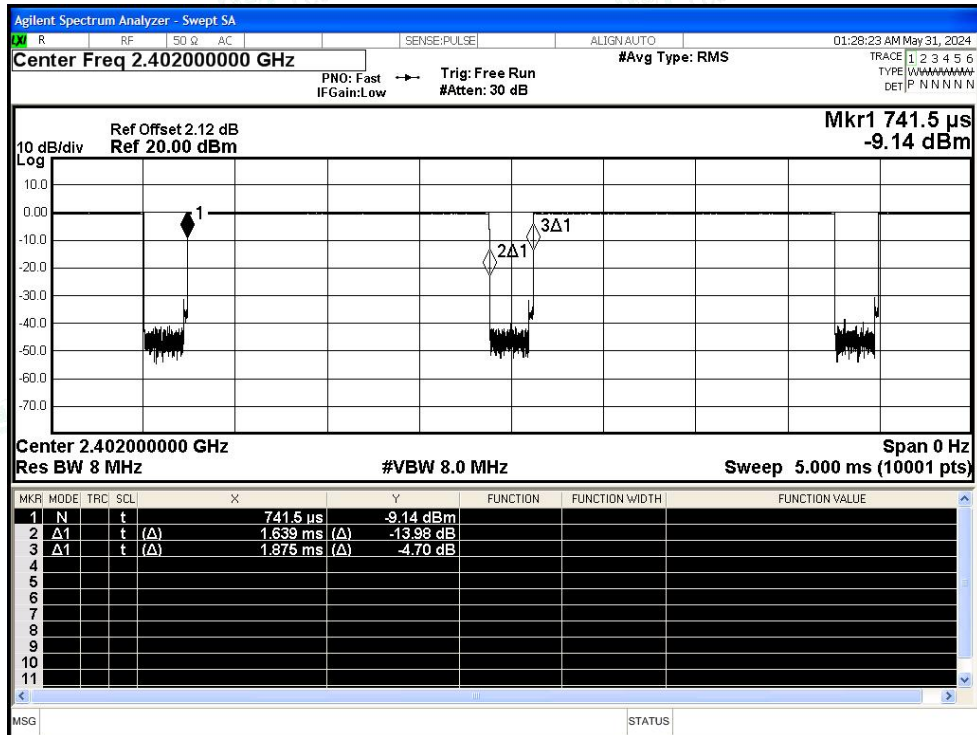 Agilent Spectrum Analyzer - Swept SA
LXI R RF 50 Ω AC SENSE:PULSE ALIGN AUTO 01:28:23 AM May 31, 2024
Center Freq 2.402000000 GHz
PNO: Fast
IFGain:Low
Trig: Free Run
#Atten: 30 dB
#Avg Type: RMS
TRACE 1 2 3 4 5 6
TYPE W
DET P N N N N N
Mkr1 741.5 µs
-9.14 dBm
Ref Offset 2.12 dB
10 dB/div Ref 20.00 dBm
Log
10.0
0.00
-10.0
-20.0
-30.0
-40.0
-50.0
-60.0
-70.0
1
2Δ1
3Δ1
Center 2.402000000 GHz Span 0 Hz
Res BW 8 MHz #VBW 8.0 MHz Sweep 5.000 ms (10001 pts)
MKR MODE TRC SCL X Y FUNCTION FUNCTION WIDTH FUNCTION VALUE
1 N t 741.5 µs -9.14 dBm
2 Δ1 t (Δ) 1.639 ms (Δ) -13.98 dB
3 Δ1 t (Δ) 1.875 ms (Δ) -4.70 dB
4
5
6
7
8
9
10
11
MSG STATUS